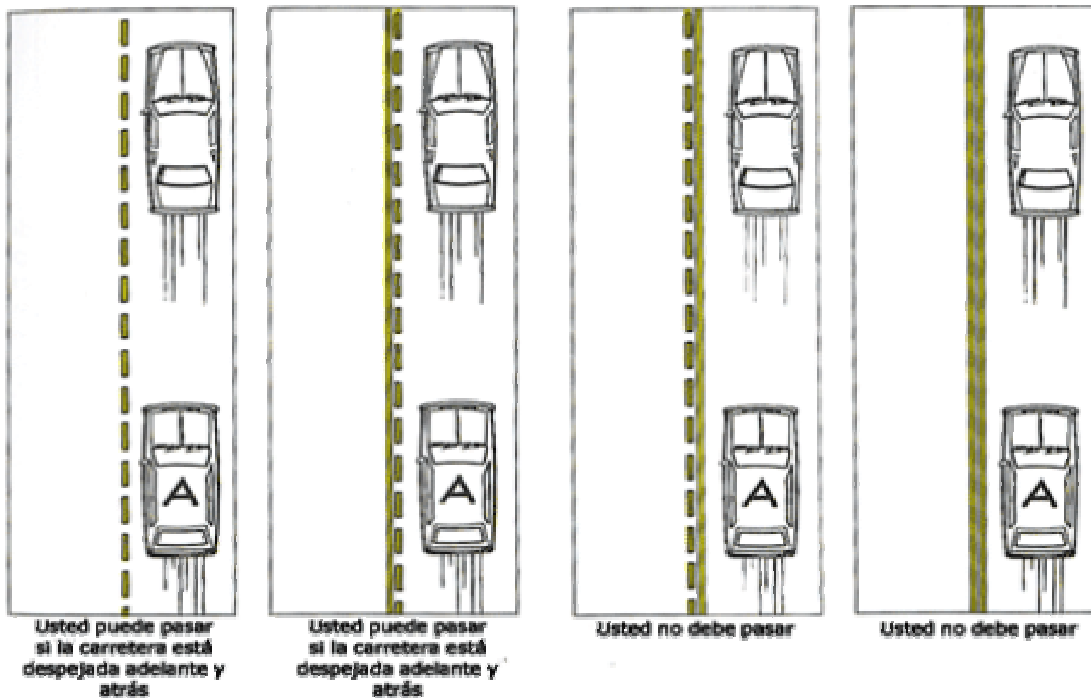 A
A
A
A
Usted puede pasar
si la carretera está
despejada adelante y
atrás
Usted puede pasar
si la carretera está
despejada adelante y
atrás
Usted no debe pasar
Usted no debe pasar